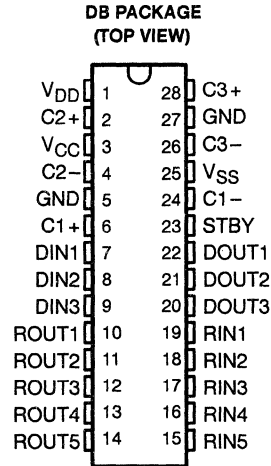 DB PACKAGE
(TOP VIEW)
VDD 1 28 C3+
C2+ 2 27 GND
VCC 3 26 C3−
C2− 4 25 VSS
GND 5 24 C1−
C1+ 6 23 STBY
DIN1 7 22 DOUT1
DIN2 8 21 DOUT2
DIN3 9 20 DOUT3
ROUT1 10 19 RIN1
ROUT2 11 18 RIN2
ROUT3 12 17 RIN3
ROUT4 13 16 RIN4
ROUT5 14 15 RIN5